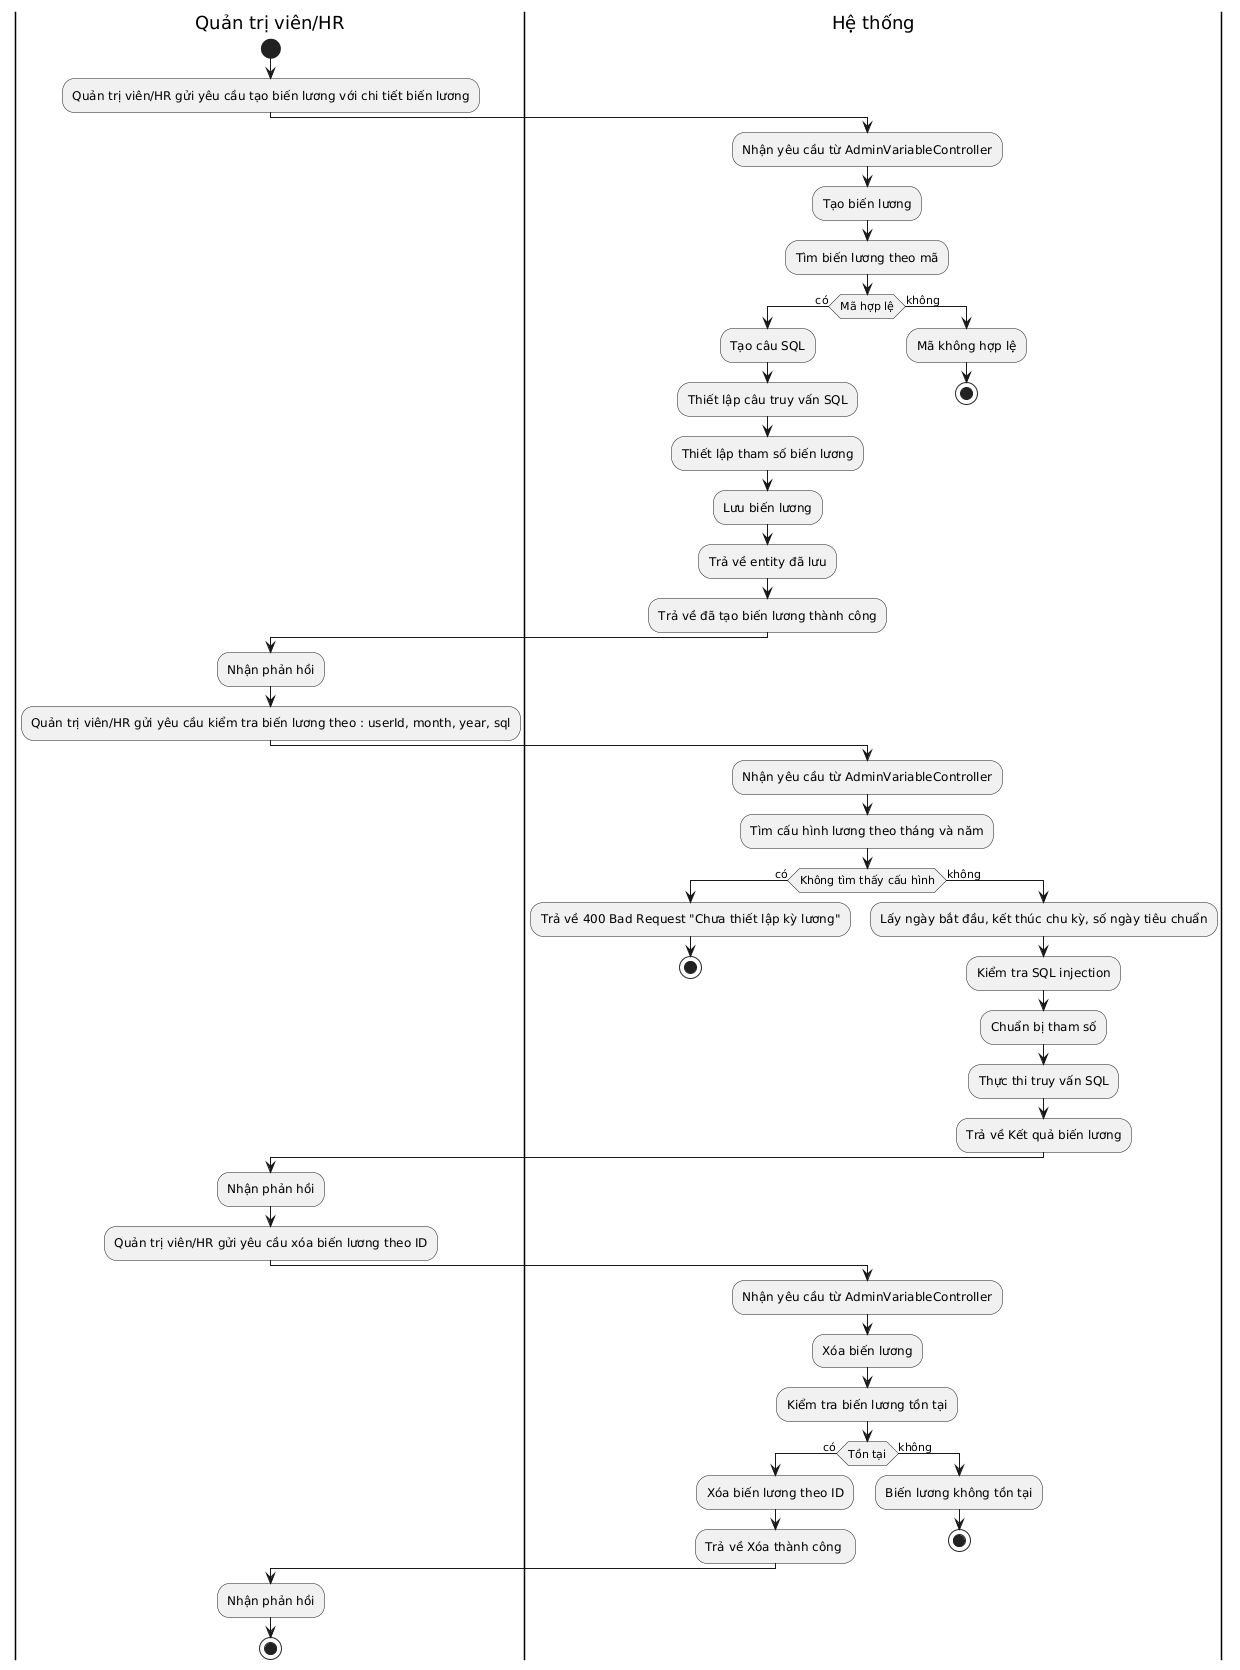 Quản trị viên/HR
Hệ thống
Quản trị viên/HR gửi yêu cầu tạo biến lương với chi tiết biến lương
Nhận yêu cầu từ AdminVariableController
Tạo biến lương
Tìm biến lương theo mã
có
Mã hợp lệ
không
Tạo câu SQL
Mã không hợp lệ
Thiết lập câu truy vấn SQL
Thiết lập tham số biến lương
Lưu biến lương
Trả về entity đã lưu
Trả về đã tạo biến lương thành công
Nhận phản hồi
Quản trị viên/HR gửi yêu cầu kiểm tra biến lương theo : userId, month, year, sql
Nhận yêu cầu từ AdminVariableController
Tìm cấu hình lương theo tháng và năm
có
Không tìm thấy cấu hình
không
Trả về 400 Bad Request "Chưa thiết lập kỳ lương"
Lấy ngày bắt đầu, kết thúc chu kỳ, số ngày tiêu chuẩn
Kiểm tra SQL injection
Chuẩn bị tham số
Thực thi truy vấn SQL
Trả về Kết quả biến lương
Nhận phản hồi
Quản trị viên/HR gửi yêu cầu xóa biến lương theo ID
Nhận yêu cầu từ AdminVariableController
Xóa biến lương
Kiểm tra biến lương tồn tại
có
Tồn tại
không
Xóa biến lương theo ID
Biến lương không tồn tại
Trả về Xóa thành công
Nhận phản hồi